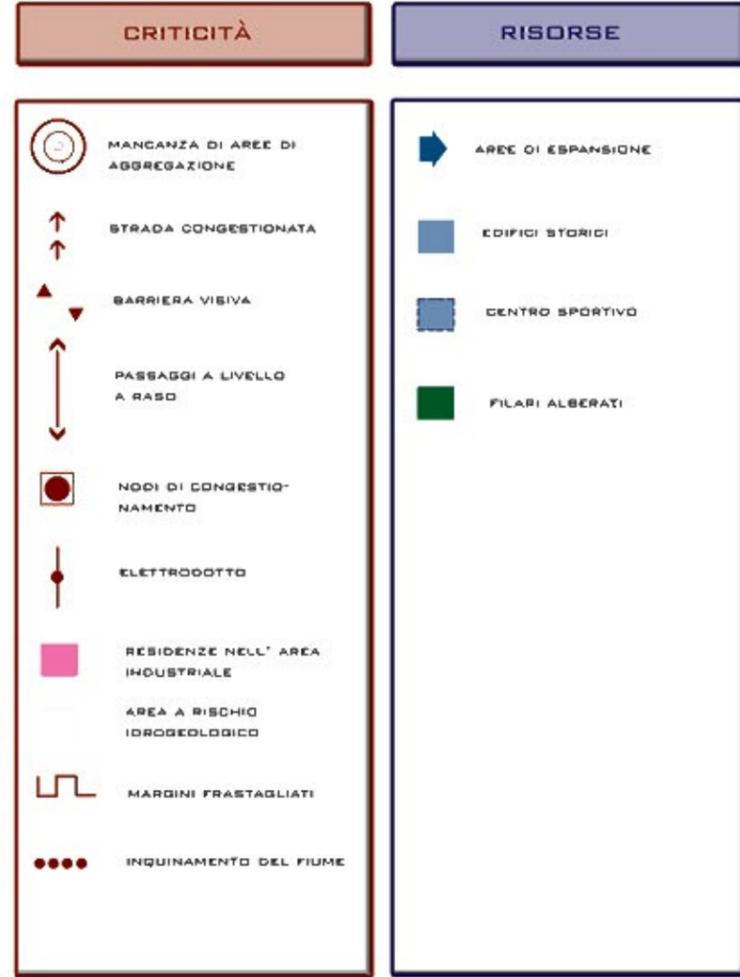 CRITICITÀ
MANCANZA DI AREE DI
AGGREGAZIONE
STRADA CONGESTIONATA
BARRIERA VISIVA
PASSAGGI A LIVELLO
A RASO
NODI DI CONGESTIO-
NAMENTO
ELETTRODOTTO
RESIDENZE NELL' AREA
INDUSTRIALE
AREA A RISCHIO
IDROGEOLOGICO
MARGINI FRASTAGLIATI
INQUINAMENTO DEL FIUME
RISORSE
AREE DI ESPANSIONE
EDIFICI STORICI
CENTRO SPORTIVO
FILARI ALBERATI